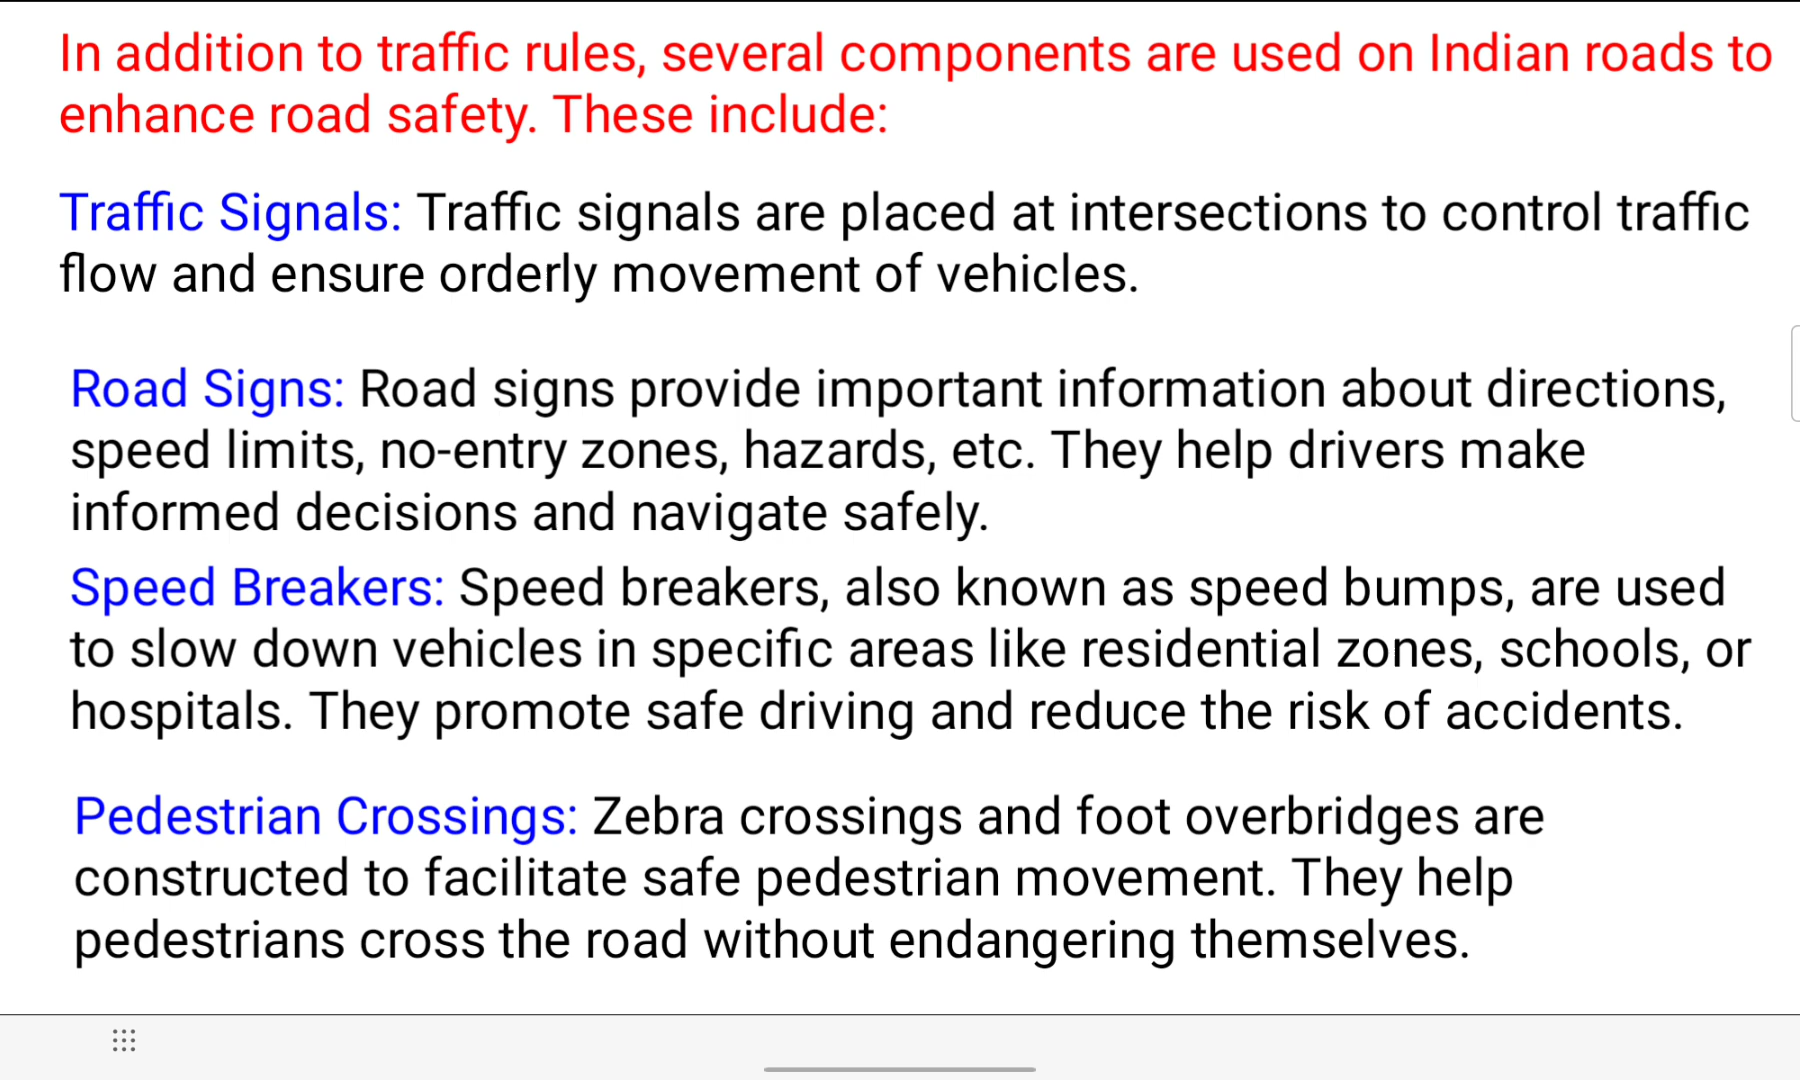 In addition to traffic rules, several components are used on Indian roads to
enhance road safety. These include:
Traffic Signals: Traffic signals are placed at intersections to control traffic
flow and ensure orderly movement of vehicles.
Road Signs: Road signs provide important information about directions,
speed limits, no-entry zones, hazards, etc. They help drivers make
informed decisions and navigate safely.
Speed Breakers: Speed breakers, also known as speed bumps, are used
to slow down vehicles in specific areas like residential zones, schools, or
hospitals. They promote safe driving and reduce the risk of accidents.
Pedestrian Crossings: Zebra crossings and foot overbridges are
constructed to facilitate safe pedestrian movement. They help
pedestrians cross the road without endangering themselves.